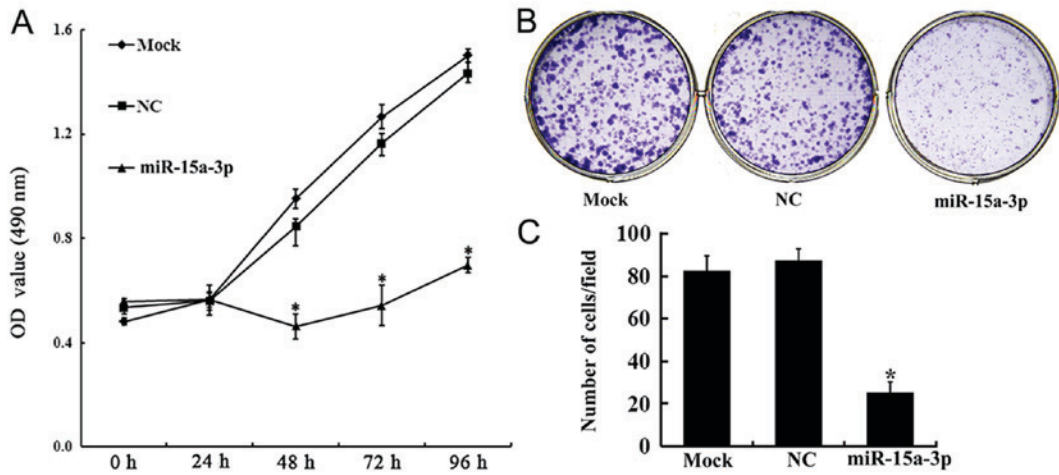 A
OD value (490 nm)
1.6
1.2
0.8
0.4
0.0
Mock
NC
miR-15a-3p
*
*
*
0 h 24 h 48 h 72 h 96 h
B
Mock NC miR-15a-3p
C
Number of cells/field
100
80
60
40
20
0
*
Mock NC miR-15a-3p